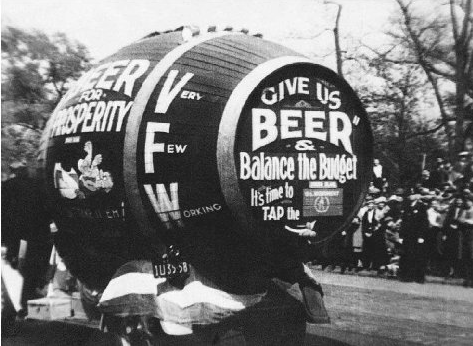 BEER
FOR
PROSPERITY
VERY
FEW
WORKING
GIVE US
BEER"
&
Balance the Budget
It's time to
TAP the